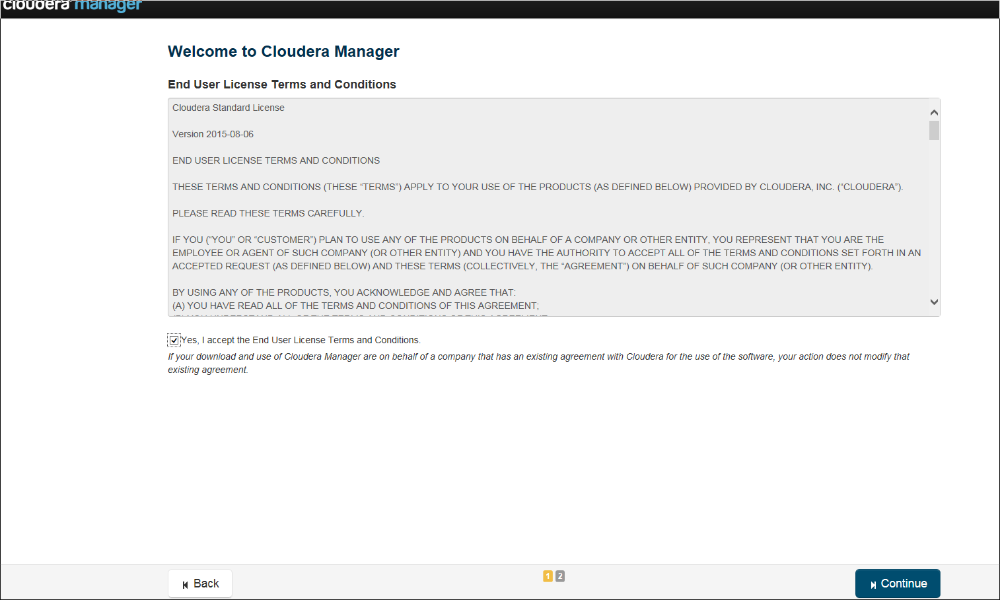 cloudera manager
Welcome to Cloudera Manager
End User License Terms and Conditions
Cloudera Standard License
Version 2015-08-06
END USER LICENSE TERMS AND CONDITIONS
THESE TERMS AND CONDITIONS (THESE “TERMS”) APPLY TO YOUR USE OF THE PRODUCTS (AS DEFINED BELOW) PROVIDED BY CLOUDERA, INC. (“CLOUDERA”).
PLEASE READ THESE TERMS CAREFULLY.
IF YOU (“YOU” OR “CUSTOMER”) PLAN TO USE ANY OF THE PRODUCTS ON BEHALF OF A COMPANY OR OTHER ENTITY, YOU REPRESENT THAT YOU ARE THE
EMPLOYEE OR AGENT OF SUCH COMPANY (OR OTHER ENTITY) AND YOU HAVE THE AUTHORITY TO ACCEPT ALL OF THE TERMS AND CONDITIONS SET FORTH IN AN
ACCEPTED REQUEST (AS DEFINED BELOW) AND THESE TERMS (COLLECTIVELY, THE “AGREEMENT”) ON BEHALF OF SUCH COMPANY (OR OTHER ENTITY).
BY USING ANY OF THE PRODUCTS, YOU ACKNOWLEDGE AND AGREE THAT:
(A) YOU HAVE READ ALL OF THE TERMS AND CONDITIONS OF THIS AGREEMENT;
Yes, I accept the End User License Terms and Conditions.
If your download and use of Cloudera Manager are on behalf of a company that has an existing agreement with Cloudera for the use of the software, your action does not modify that
existing agreement.
Back
1 2
Continue